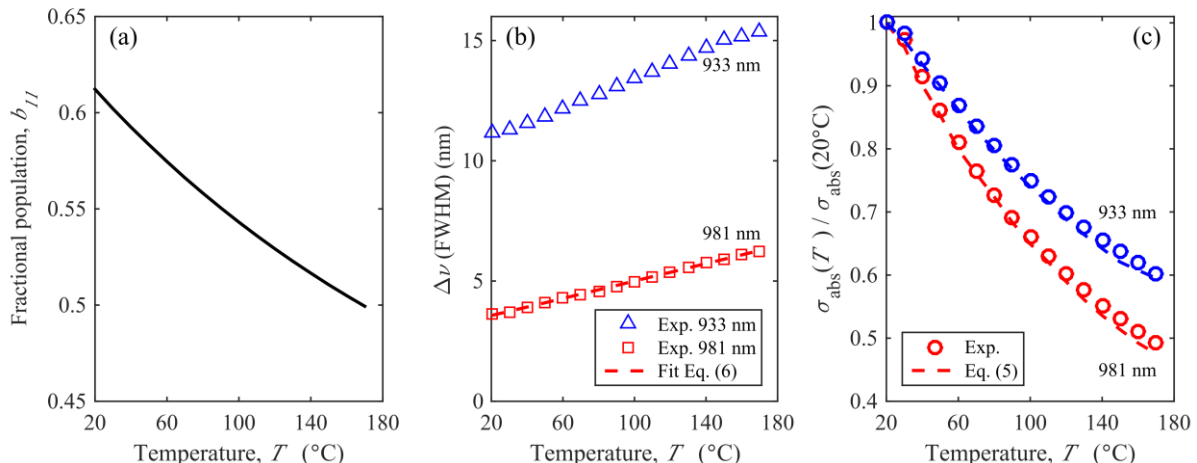 (a)
0.65
0.6
0.55
0.5
0.45
20 60 100 140 180
Fractional population, b₁₁
Temperature, T (°C)
(b)
15
10
5
0
20 60 100 140 180
Δν (FWHM) (nm)
Temperature, T (°C)
933 nm
981 nm
Exp. 933 nm
Exp. 981 nm
Fit Eq. (6)
(c)
1
0.9
0.8
0.7
0.6
0.5
0.4
20 60 100 140 180
σabs(T) / σabs(20°C)
Temperature, T (°C)
933 nm
981 nm
Exp.
Eq. (5)